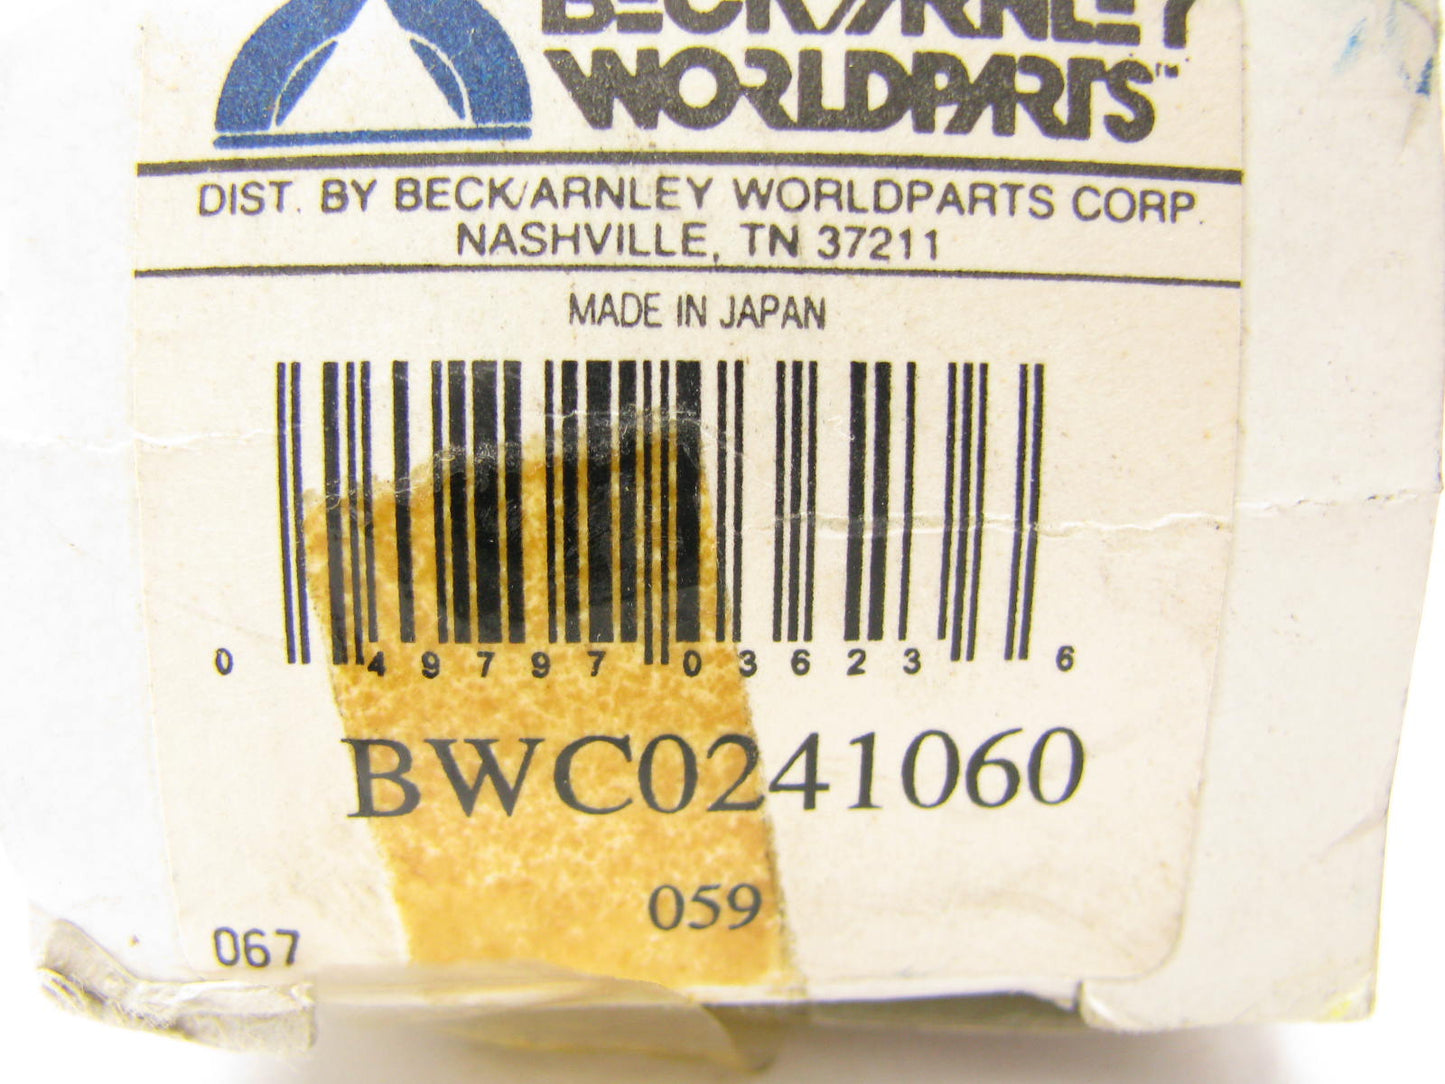 BECK/ARNLEY
WORLDPARTS™
DIST. BY BECK/ARNLEY WORLDPARTS CORP.
NASHVILLE, TN 37211
MADE IN JAPAN
0 49797 03623 6
BWC0241060
059
067